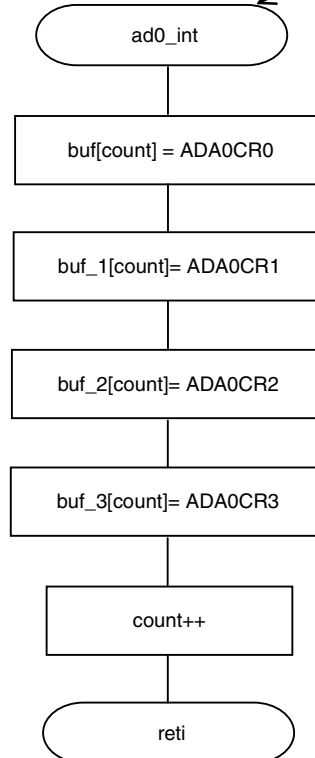 ad0_int
buf[count] = ADA0CR0
buf_1[count]= ADA0CR1
buf_2[count]= ADA0CR2
buf_3[count]= ADA0CR3
count++
reti